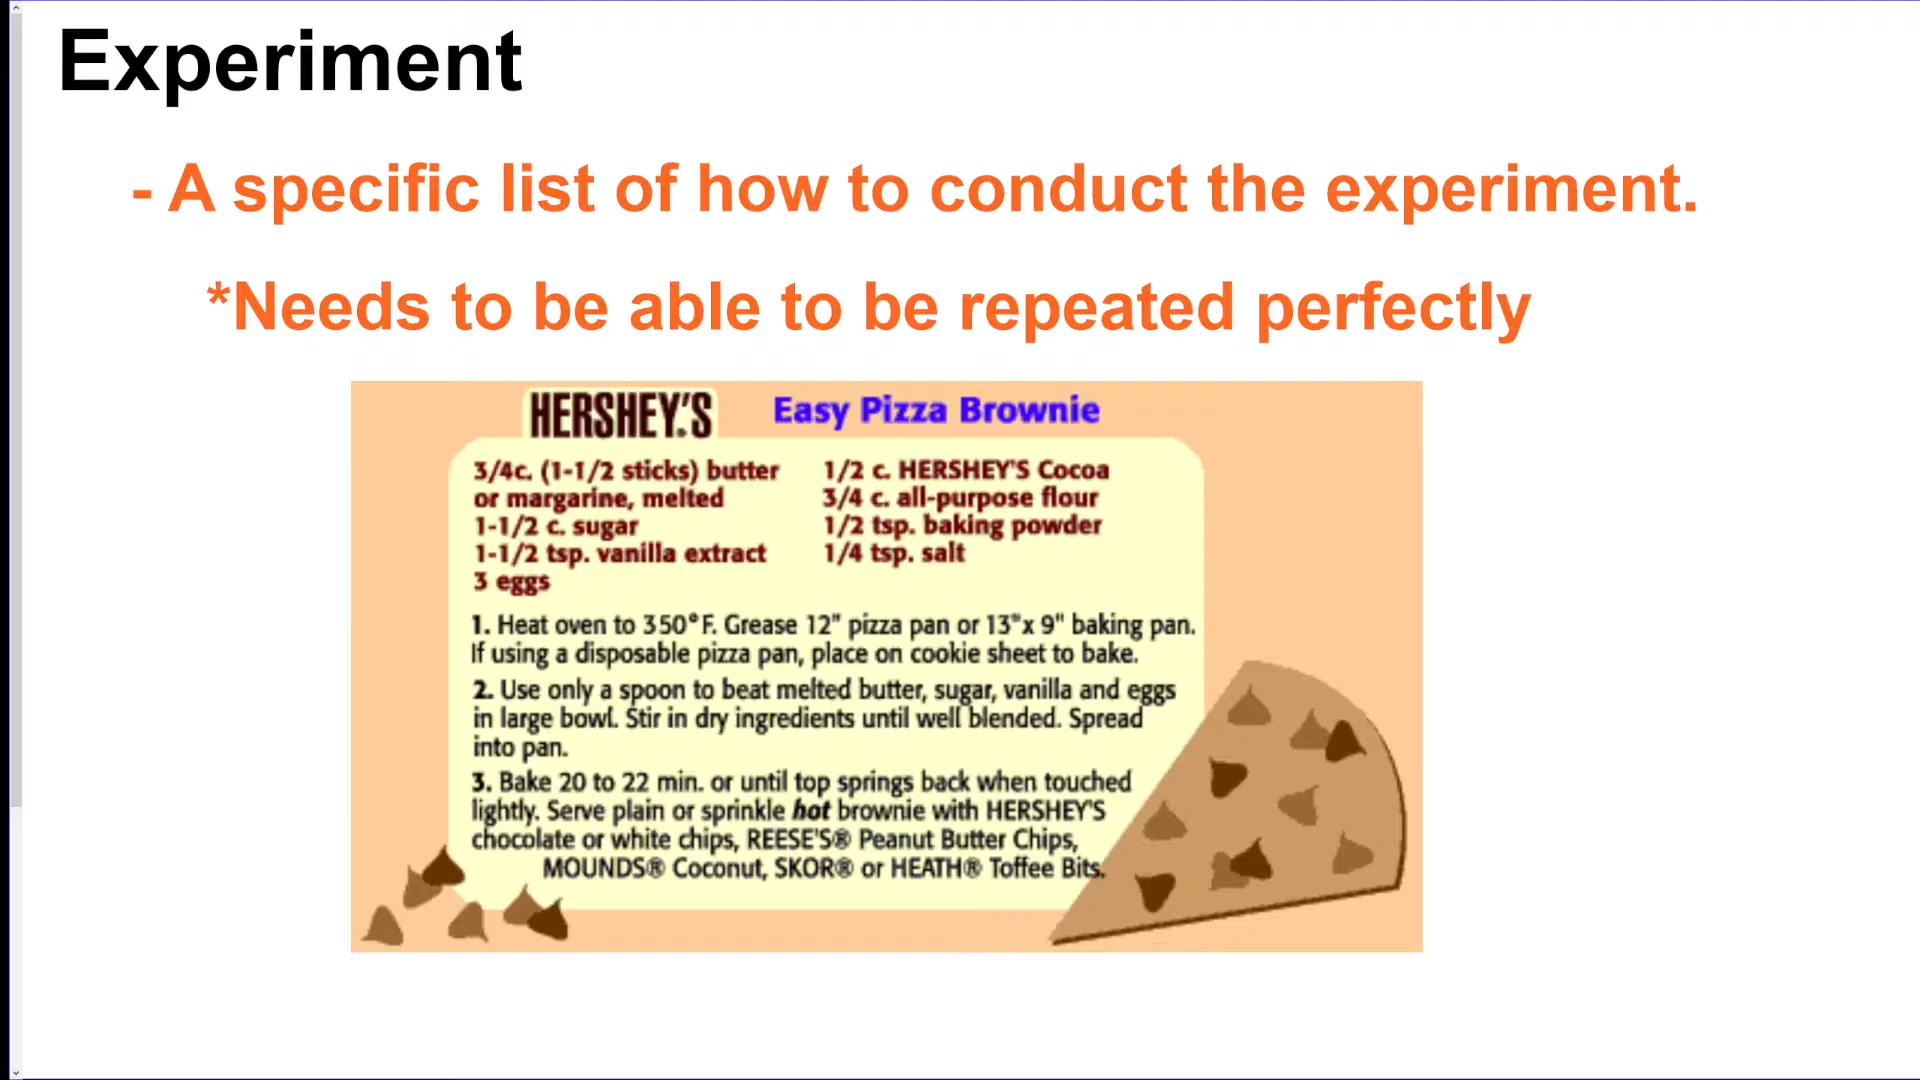 Experiment
- A specific list of how to conduct the experiment.
*Needs to be able to be repeated perfectly
HERSHEY'S Easy Pizza Brownie
3/4c. (1-1/2 sticks) butter
or margarine, melted
1-1/2 c. sugar
1-1/2 tsp. vanilla extract
3 eggs
1/2 c. HERSHEY'S Cocoa
3/4 c. all-purpose flour
1/2 tsp. baking powder
1/4 tsp. salt
1. Heat oven to 350°F. Grease 12" pizza pan or 13"x 9" baking pan.
If using a disposable pizza pan, place on cookie sheet to bake.
2. Use only a spoon to beat melted butter, sugar, vanilla and eggs
in large bowl. Stir in dry ingredients until well blended. Spread
into pan.
3. Bake 20 to 22 min. or until top springs back when touched
lightly. Serve plain or sprinkle hot brownie with HERSHEY'S
chocolate or white chips, REESE'S® Peanut Butter Chips,
MOUNDS® Coconut, SKOR® or HEATH® Toffee Bits.